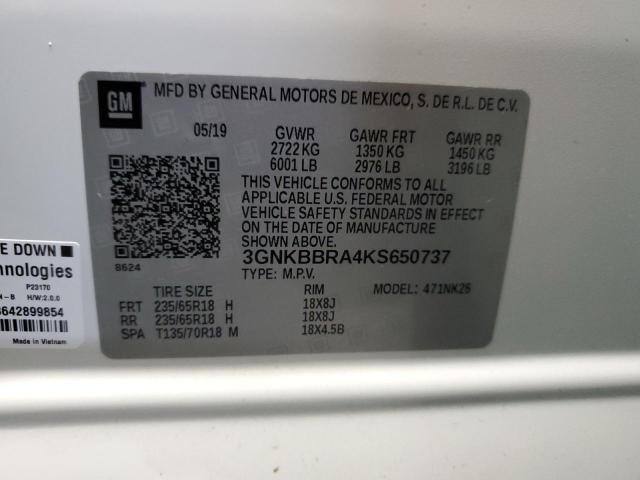 GM
MFD BY GENERAL MOTORS DE MEXICO, S. DE R.L. DE C.V.
05/19 GVWR GAWR FRT GAWR RR
2722 KG 1350 KG 1450 KG
6001 LB 2976 LB 3196 LB
THIS VEHICLE CONFORMS TO ALL
APPLICABLE U.S. FEDERAL MOTOR
VEHICLE SAFETY STANDARDS IN EFFECT
ON THE DATE OF MANUFACTURE
SHOWN ABOVE.
8624
3GNKBBRA4KS650737
TYPE: M.P.V.
TIRE SIZE RIM MODEL: 471NK26
FRT 235/65R18 H 18X8J
RR 235/65R18 H 18X8J
SPA T135/70R18 M 18X4.5B
E DOWN
hnologies
P23170
N-B H/W:2.0.0
642899854
Made in Vietnam